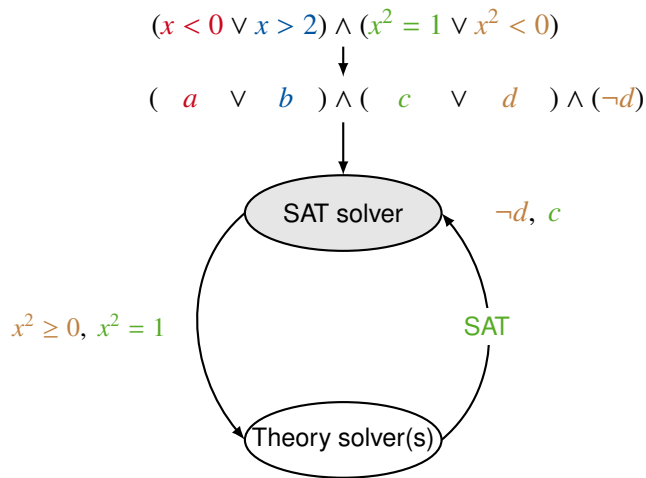 (x < 0 ∨ x > 2) ∧ (x² = 1 ∨ x² < 0)
( a ∨ b ) ∧ ( c ∨ d ) ∧ (¬d)
SAT solver
¬d, c
x² ≥ 0, x² = 1
SAT
Theory solver(s)